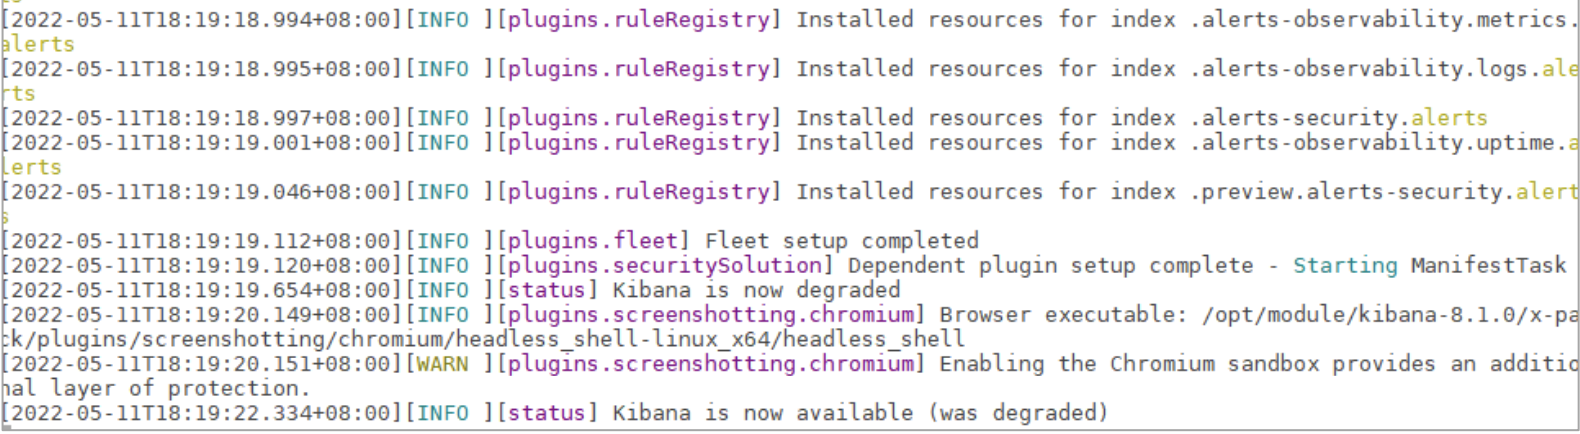 [2022-05-11T18:19:18.994+08:00][INFO ][plugins.ruleRegistry] Installed resources for index .alerts-observability.metrics.
alerts
[2022-05-11T18:19:18.995+08:00][INFO ][plugins.ruleRegistry] Installed resources for index .alerts-observability.logs.ale
rts
[2022-05-11T18:19:18.997+08:00][INFO ][plugins.ruleRegistry] Installed resources for index .alerts-security.alerts
[2022-05-11T18:19:19.001+08:00][INFO ][plugins.ruleRegistry] Installed resources for index .alerts-observability.uptime.a
lerts
[2022-05-11T18:19:19.046+08:00][INFO ][plugins.ruleRegistry] Installed resources for index .preview.alerts-security.alert
s
[2022-05-11T18:19:19.112+08:00][INFO ][plugins.fleet] Fleet setup completed
[2022-05-11T18:19:19.120+08:00][INFO ][plugins.securitySolution] Dependent plugin setup complete - Starting ManifestTask
[2022-05-11T18:19:19.654+08:00][INFO ][status] Kibana is now degraded
[2022-05-11T18:19:20.149+08:00][INFO ][plugins.screenshotting.chromium] Browser executable: /opt/module/kibana-8.1.0/x-pa
ck/plugins/screenshotting/chromium/headless_shell-linux_x64/headless_shell
[2022-05-11T18:19:20.151+08:00][WARN ][plugins.screenshotting.chromium] Enabling the Chromium sandbox provides an additio
nal layer of protection.
[2022-05-11T18:19:22.334+08:00][INFO ][status] Kibana is now available (was degraded)